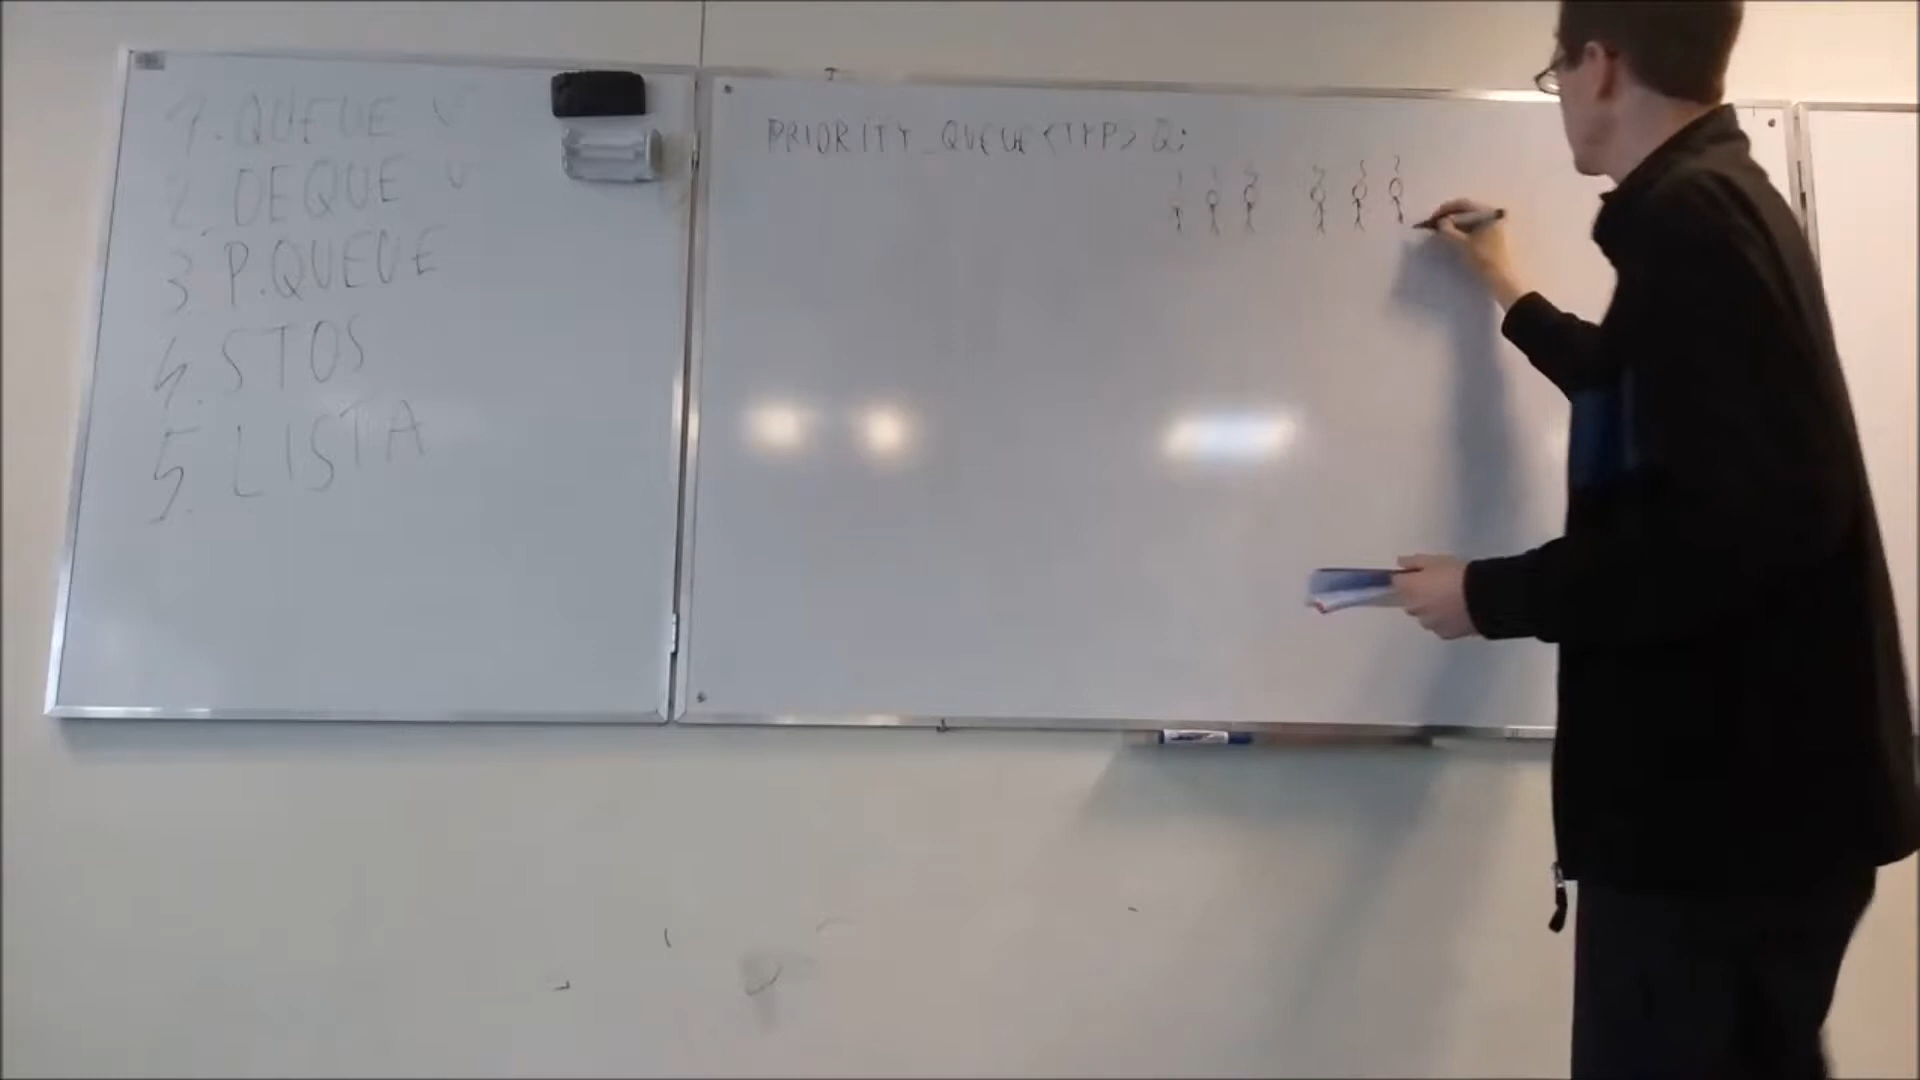 1. QUEUE V
2. DEQUE V
3 P.QUEUE
4. STOS
5. LISTA
PRIORITY_QUEUE <TYP> Q;